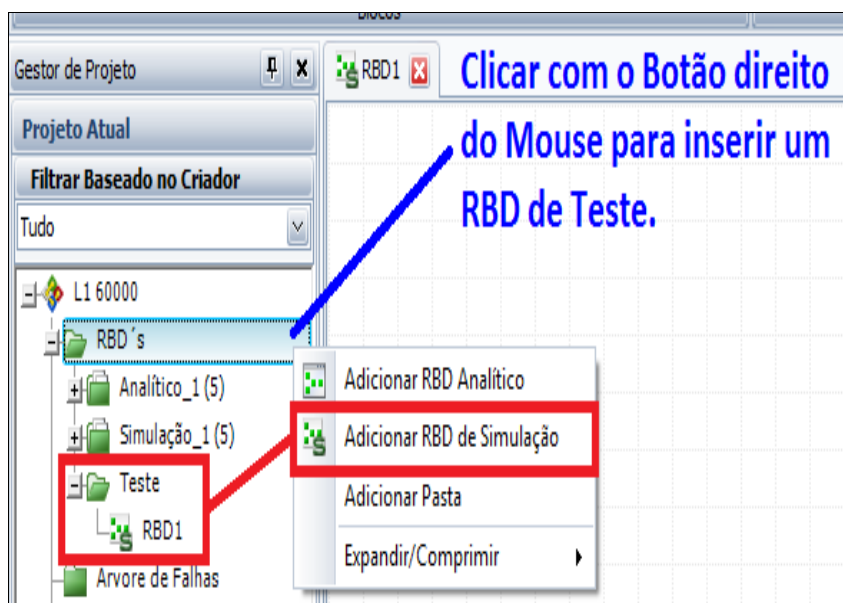 Blocos
Gestor de Projeto
RBD1
Clicar com o Botão direito
do Mouse para inserir um
RBD de Teste.
Projeto Atual
Filtrar Baseado no Criador
Tudo
L1 60000
RBD´s
Analítico_1 (5)
Simulação_1 (5)
Teste
RBD1
Arvore de Falhas
Adicionar RBD Analítico
Adicionar RBD de Simulação
Adicionar Pasta
Expandir/Comprimir